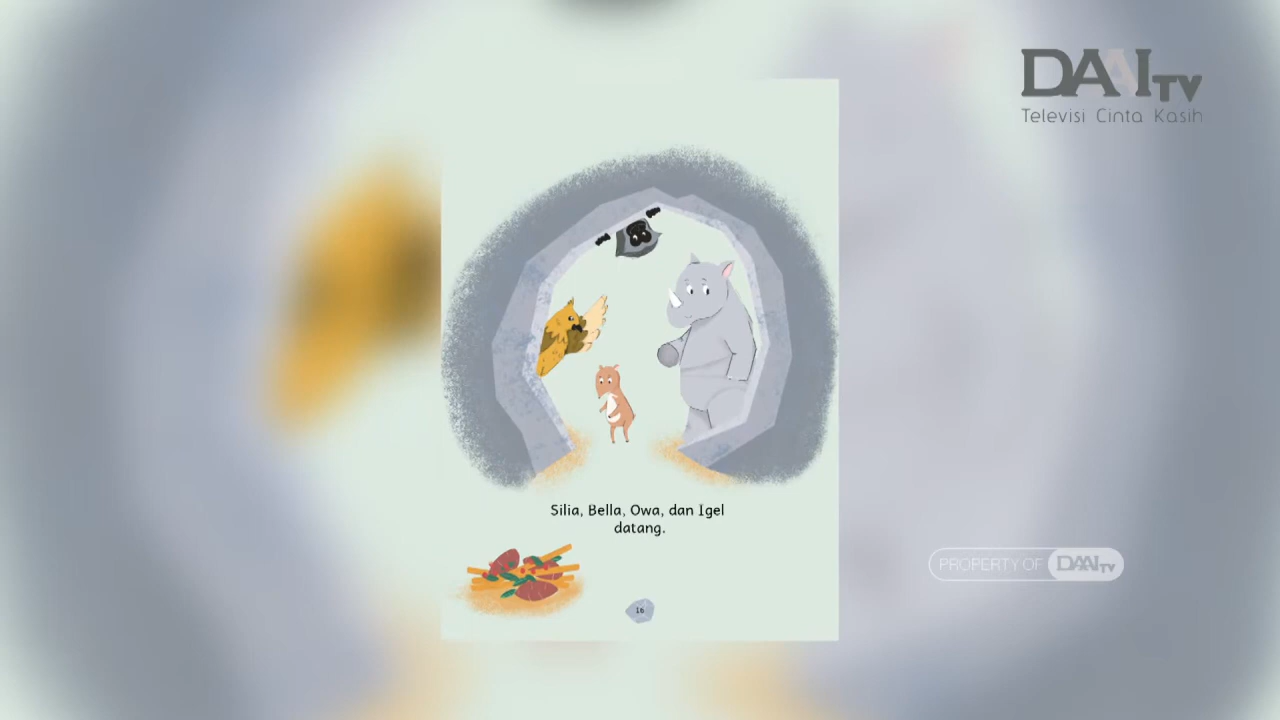 DAAI TV
Televisi Cinta Kasih
Silia, Bella, Owa, dan Igel
datang.
PROPERTY OF DAAI TV
16